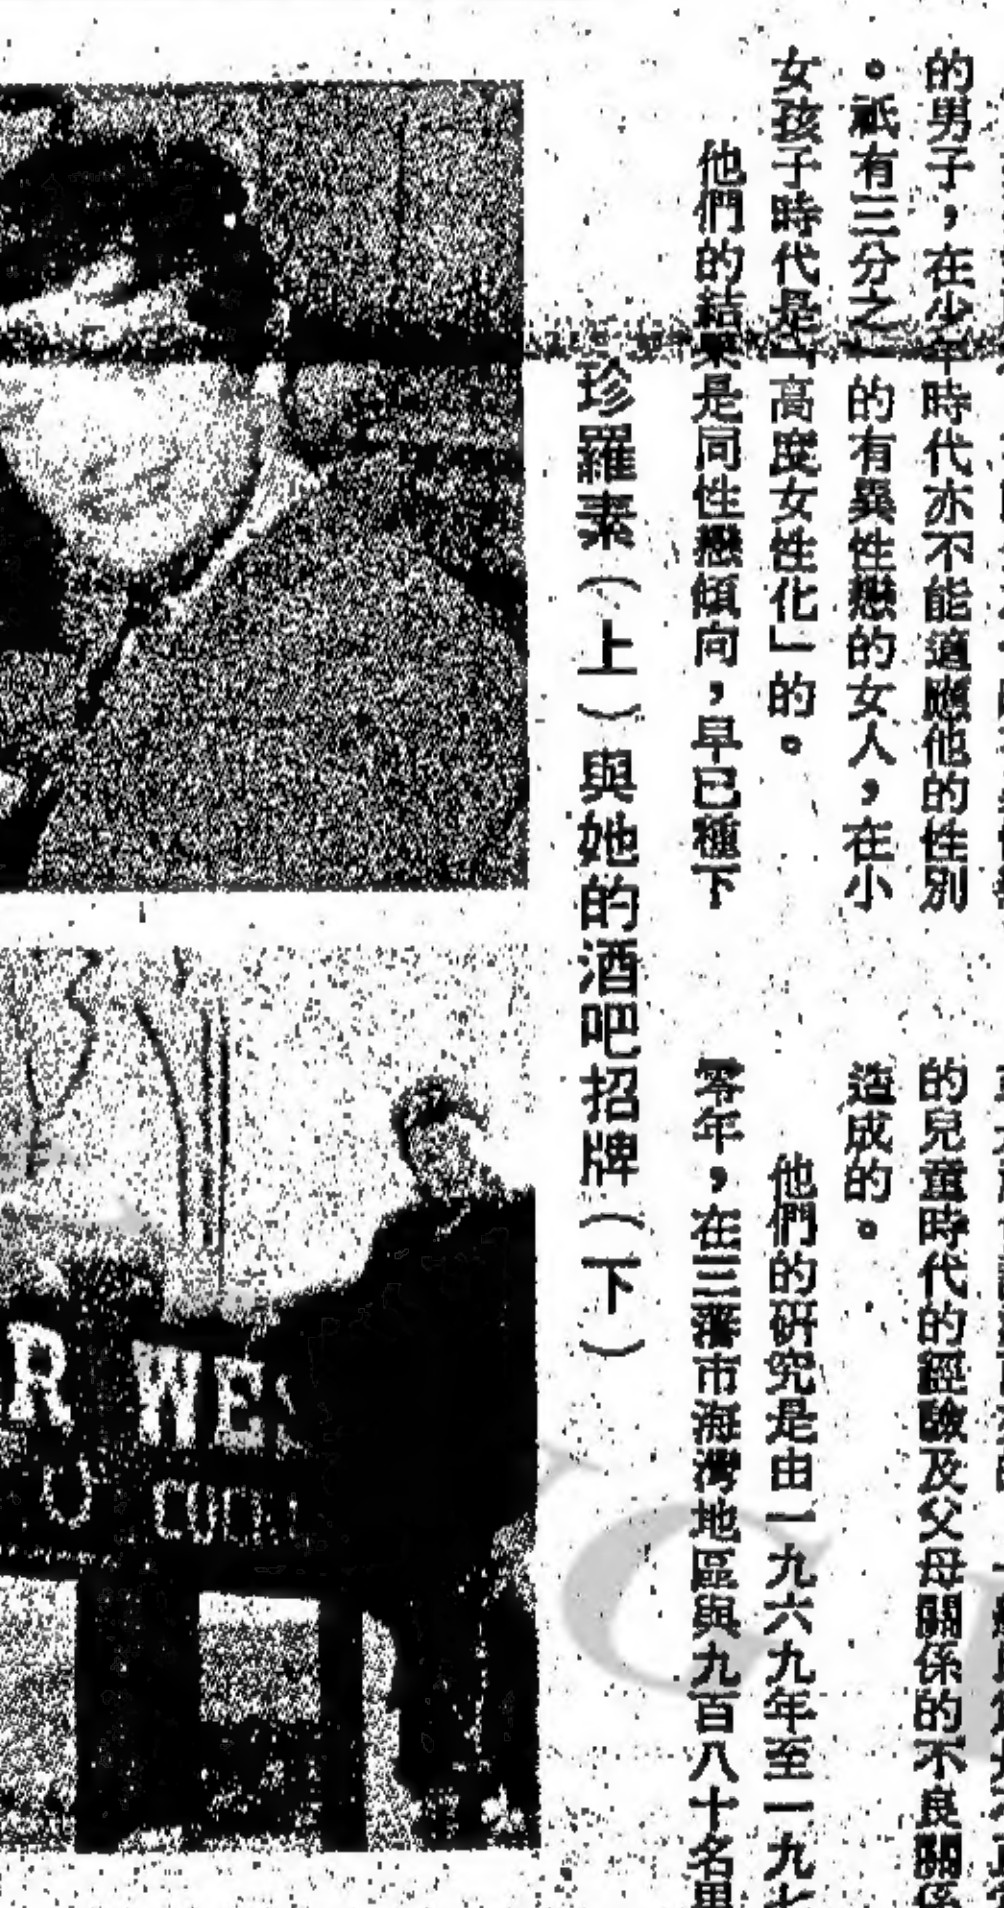 的男子，在少年時代亦不能適應他的性別
。祇有三分之一的有異性戀的女人，在小
女孩子時代是「高度女性化」的。
他們的結果是同性戀傾向，早已種下
的兒童時代的經驗及父母關係的不良關係
造成的。
他們的研究是由一九六九年至一九七
零年，在三藩市海灣地區與九百八十名男
珍羅素（上）與她的酒吧招牌（下）
R WES